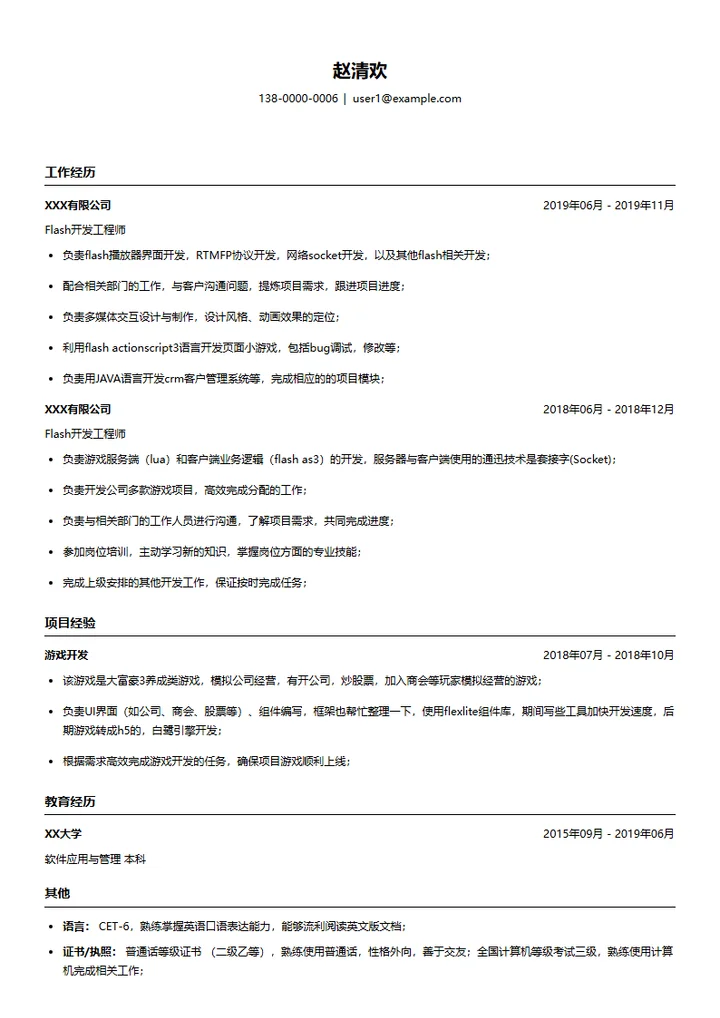 赵清欢
138-0000-0006 | user1@example.com
工作经历
XXX有限公司 2019年06月 - 2019年11月
Flash开发工程师
• 负责flash播放器界面开发，RTMFP协议开发，网络socket开发，以及其他flash相关开发；
• 配合相关部门的工作，与客户沟通问题，提炼项目需求，跟进项目进度；
• 负责多媒体交互设计与制作，设计风格、动画效果的定位；
• 利用flash actionscript3语言开发页面小游戏，包括bug调试，修改等；
• 负责用JAVA语言开发crm客户管理系统等，完成相应的的项目模块；
XXX有限公司 2018年06月 - 2018年12月
Flash开发工程师
• 负责游戏服务端（lua）和客户端业务逻辑（flash as3）的开发，服务器与客户端使用的通迅技术是套接字(Socket)；
• 负责开发公司多款游戏项目，高效完成分配的工作；
• 负责与相关部门的工作人员进行沟通，了解项目需求，共同完成进度；
• 参加岗位培训，主动学习新的知识，掌握岗位方面的专业技能；
• 完成上级安排的其他开发工作，保证按时完成任务；
项目经验
游戏开发 2018年07月 - 2018年10月
• 该游戏是大富豪3养成类游戏，模拟公司经营，有开公司，炒股票，加入商会等玩家模拟经营的游戏；
• 负责UI界面（如公司、商会、股票等）、组件编写，框架也帮忙整理一下，使用flexlite组件库，期间写些工具加快开发速度，后
期游戏转成h5的，白鹭引擎开发；
• 根据需求高效完成游戏开发的任务，确保项目游戏顺利上线；
教育经历
XX大学 2015年09月 - 2019年06月
软件应用与管理 本科
其他
• 语言： CET-6，熟练掌握英语口语表达能力，能够流利阅读英文版文档；
• 证书/执照： 普通话等级证书 （二级乙等），熟练使用普通话，性格外向，善于交友；全国计算机等级考试三级，熟练使用计算
机完成相关工作；